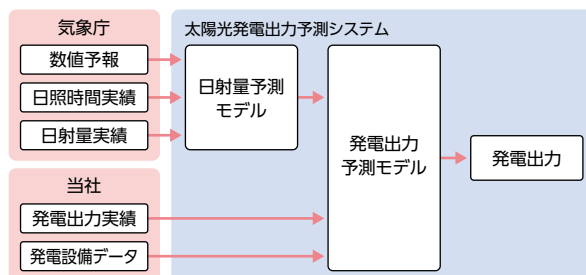 気象庁
数値予報
日照時間実績
日射量実績
当社
発電出力実績
発電設備データ
太陽光発電出力予測システム
日射量予測
モデル
発電出力
予測モデル
発電出力